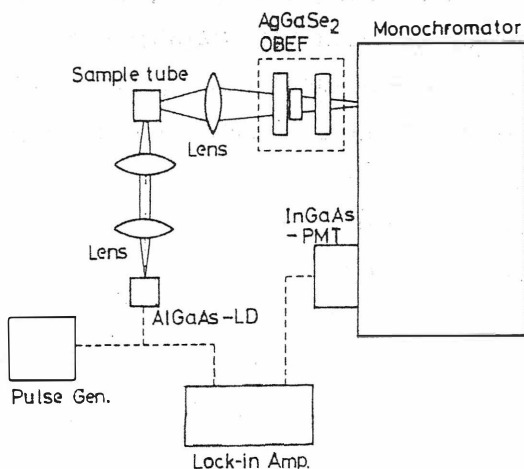 AgGaSe2
OBEF
Monochromator
Sample tube
Lens
InGaAs
-PMT
Lens
AlGaAs-LD
Pulse Gen.
Lock-in Amp.